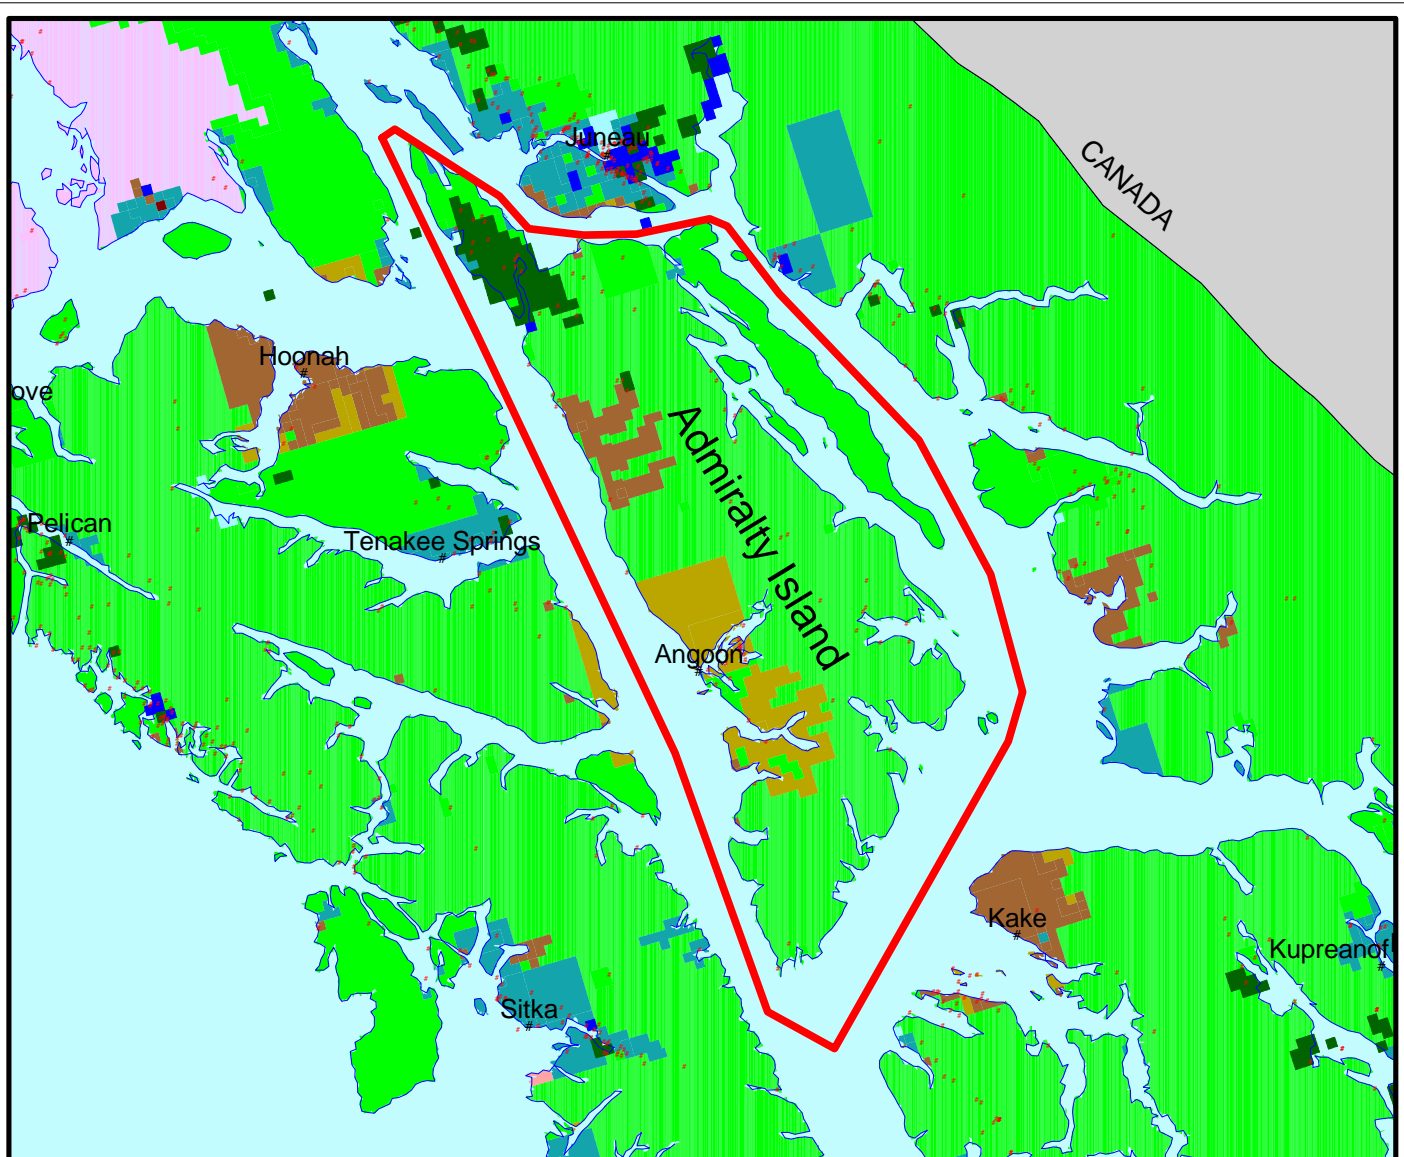 Juneau
CANADA
Hoonah
ove
Admiralty Island
Pelican
Tenakee Springs
Angoon
Kake
Kupreanof
Sitka